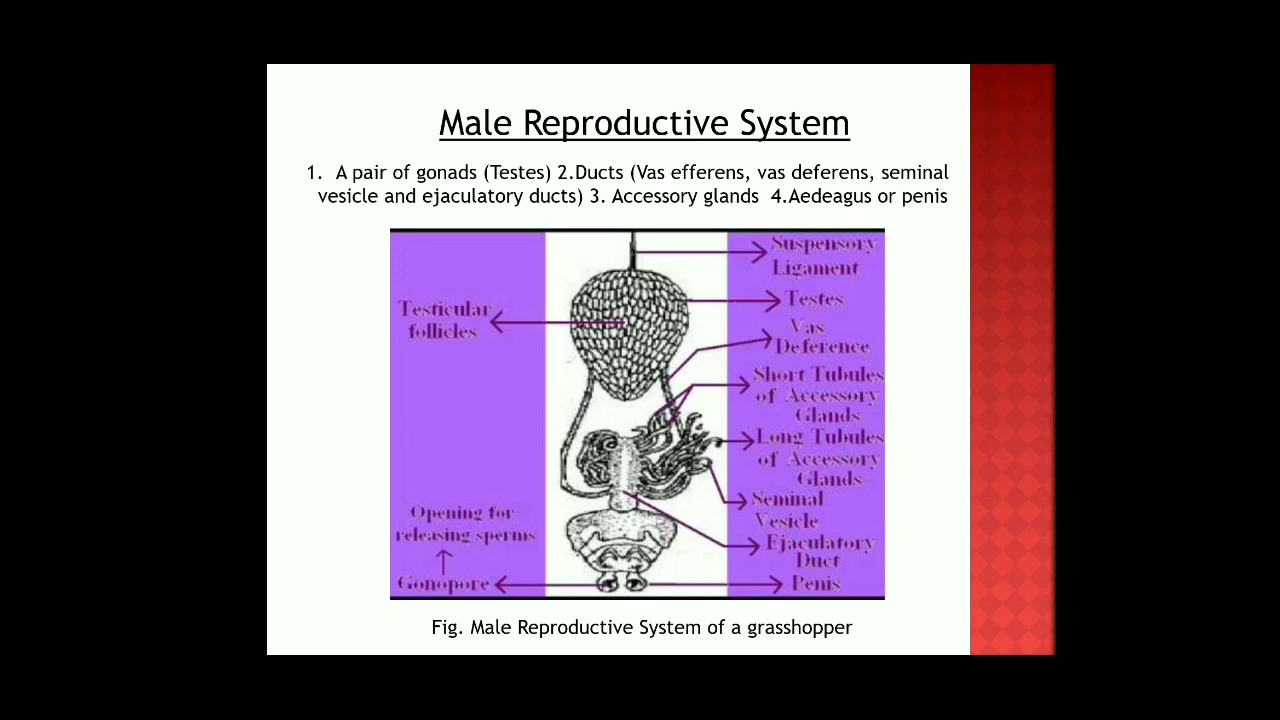 Male Reproductive System
1. A pair of gonads (Testes) 2.Ducts (Vas efferens, vas deferens, seminal
vesicle and ejaculatory ducts) 3. Accessory glands 4.Aedeagus or penis
Suspensory
Ligament
Testes
Testicular
follicles
Vas
Deference
Short Tubules
of Accessory
Glands
Long Tubules
of Accessory
Glands
Seminal
Vesicle
Opening for
releasing sperms
Ejaculatory
Duct
Gonopore
Penis
Fig. Male Reproductive System of a grasshopper